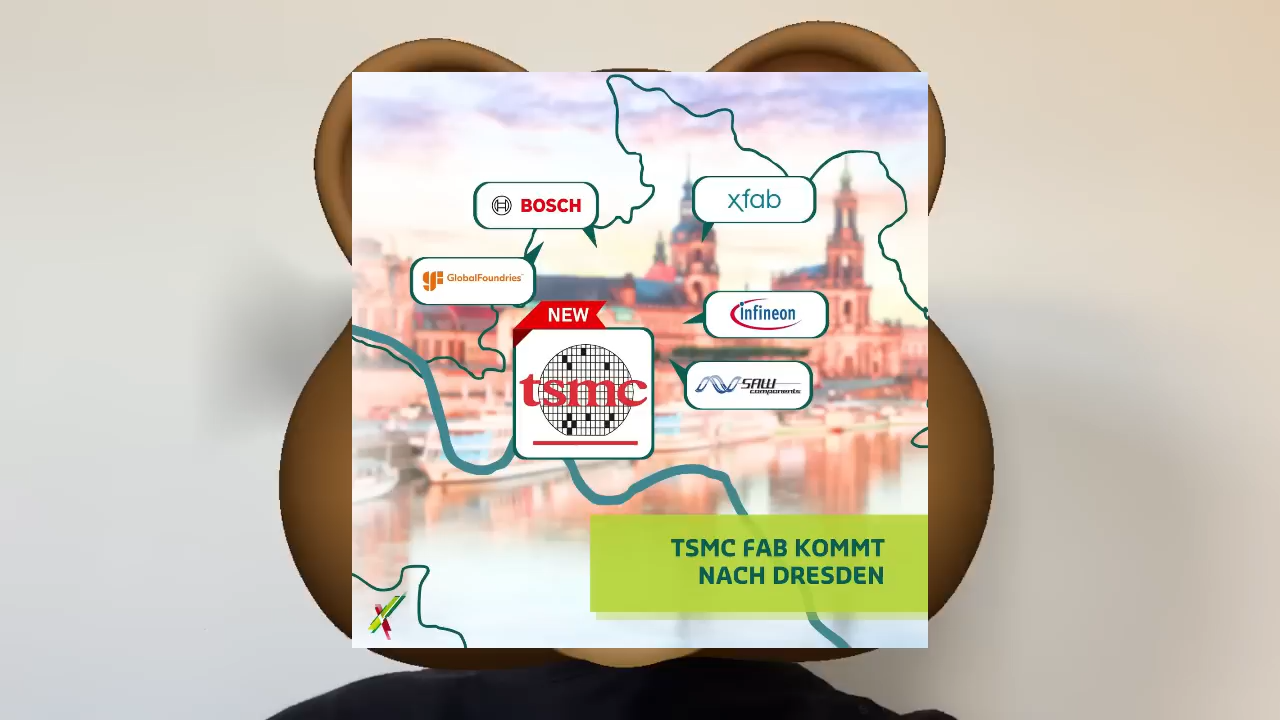 BOSCH
xfab
GlobalFoundries
infineon
NEW
tsmc
SAW
components
TSMC FAB KOMMT
NACH DRESDEN